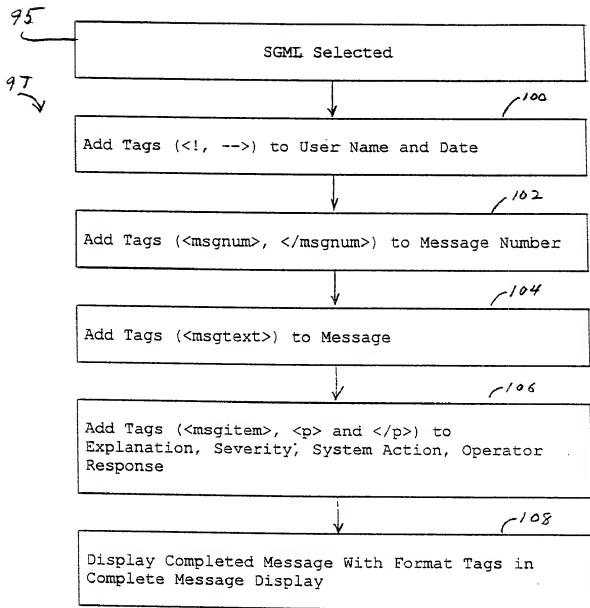 95
SGML Selected
97
100
Add Tags (<!, -->) to User Name and Date
102
Add Tags (<msgnum>, </msgnum>) to Message Number
104
Add Tags (<msgtext>) to Message
106
Add Tags (<msgitem>, <p> and </p>) to
Explanation, Severity, System Action, Operator
Response
108
Display Completed Message With Format Tags in
Complete Message Display